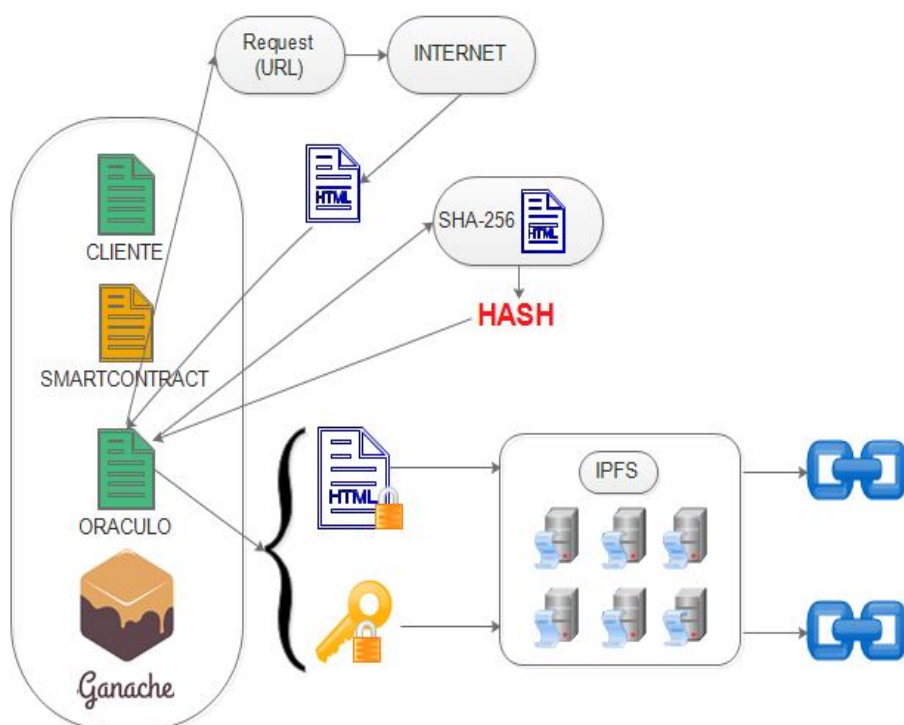 Request
(URL)
INTERNET
HTML
SHA-256
HTML
HASH
CLIENTE
SMARTCONTRACT
ORACULO
HTML
IPFS
Ganache